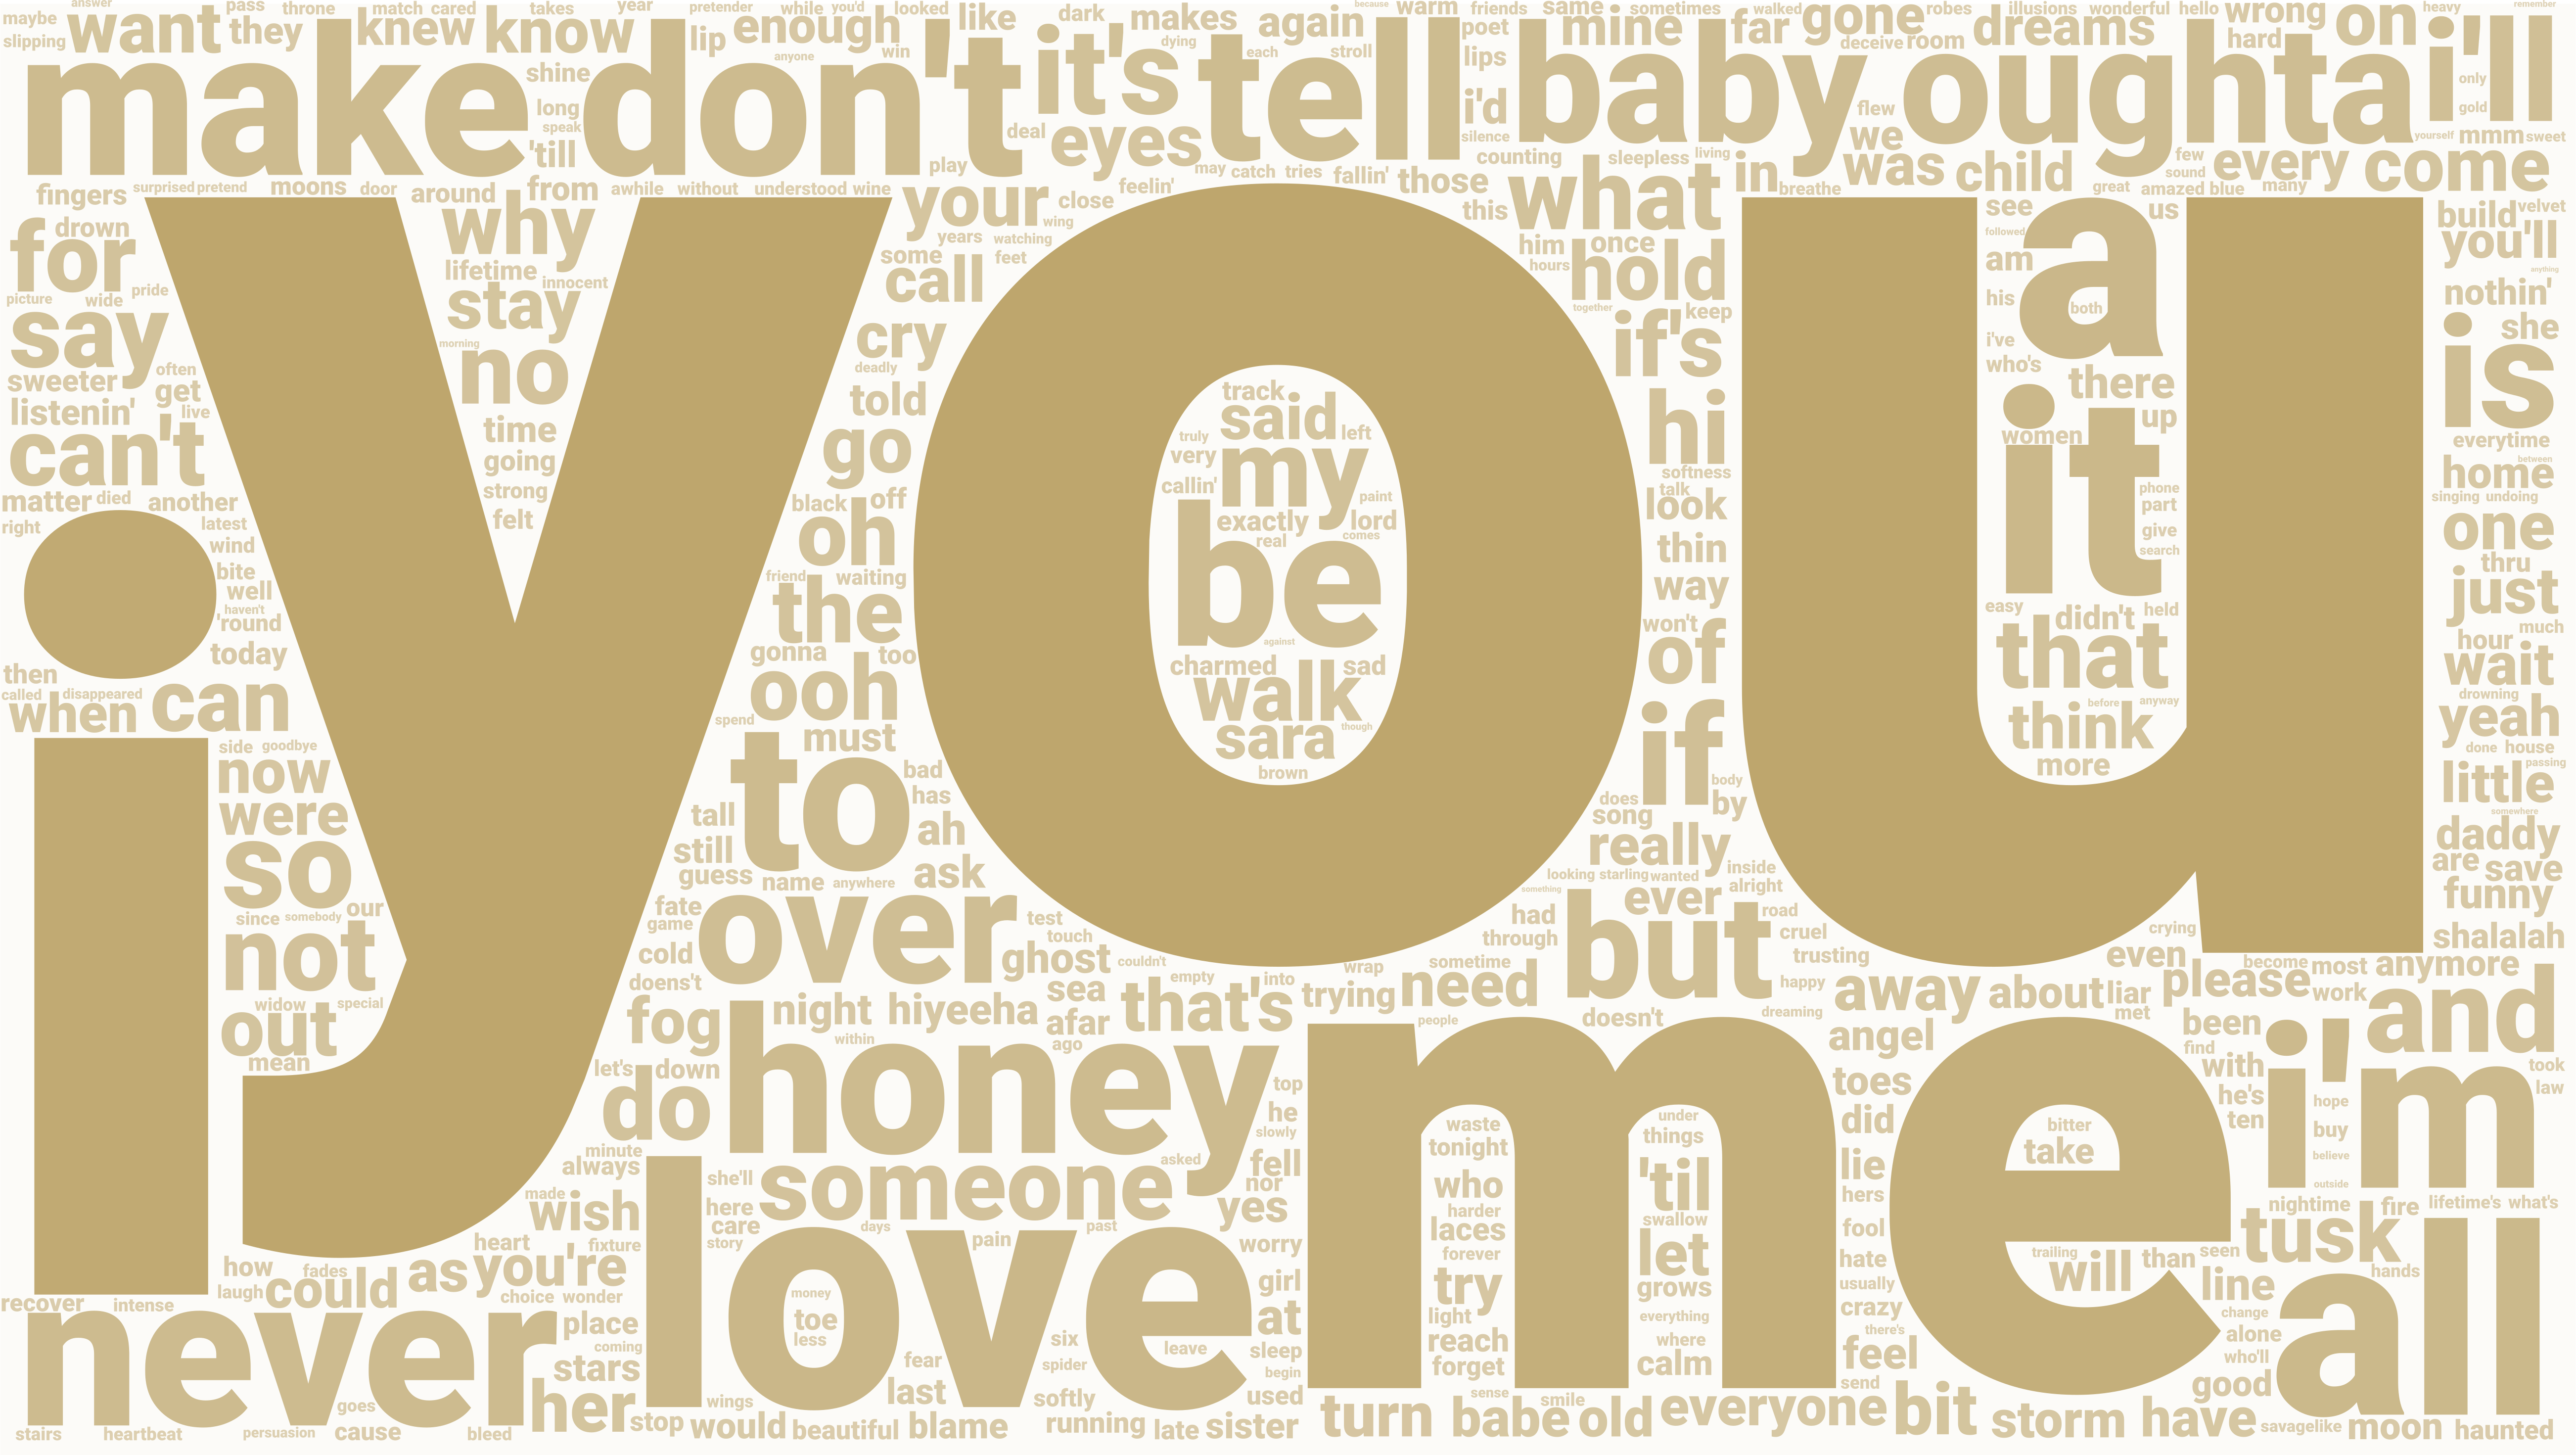 answer pass throne match cared takes year pretender while you'd looked like dark makes again because warm friends same sometimes walked gone robes illusions wonderful hello wrong on heavy remember
maybe want they knew know lip enough win anyone dying each stroll poet mine far deceive room dreams hard i'll
slipping make shine don't it's tell lips baby oughta only
long i'd flew gold
speak deal eyes silence we yourself mmm sweet
'till play may catch tries fallin' those counting sleepless living in was child few every come
fingers surprised pretend moons door around from awhile without understood wine your close feelin' what breathe sound great amazed blue many
drown why wing this see us build velvet
for years watching him once followed a you'll
lifetime some feet hours hold am anything
picture wide pride stay innocent call together keep his both nothin'
say morning cry if's i've she
sweeter often no deadly who's there is
listenin' get live told track hi it up
can't time go said left women everytime
going truly very my softness home between
matter died another strong black off callin' paint talk look phone singing undoing
right latest felt oh exactly lord part one
wind real comes thin give
bite friend waiting be way search thru
well the easy just
haven't didn't held much
'round won't hour
then today gonna too against of that wait
called disappeared can ooh charmed sad drowning
when spend walk if before anyway yeah
i you sara though think
side goodbye must brown more done house
now to bad body little passing
were tall has does by somewhere
so still ah song daddy
guess name anywhere ask really inside are save
since somebody our fate looking starling wanted alright funny
not game over test something ever road
cold touch had but cruel crying shalalah
widow special doens't ghost couldn't through trusting even
out fog night hiyeeha sea empty into wrap sometime happy away about liar please become most anymore
mean within afar that's trying need doesn't dreaming met work and
let's down ago people angel been
do honey top me toes find with i'm took
minute he under did he's hope law
always slowly waste things bitter ten buy
made she'll someone asked fell tonight 'til lie take believe
wish here nor who swallow hers outside
care days past yes harder nightime fire lifetime's what's
heart fixture story pain worry laces let fool tusk
how fades as you're love forever hate trailing than seen
laugh could choice wonder money girl try grows usually will line hands
recover intense place toe at light everything crazy change all
never coming less six leave sleep reach where there's alone
stars fear spider begin forget calm feel who'll
goes her wings last softly used sense smile send good
stairs heartbeat persuasion cause bleed stop would beautiful blame running late sister turn babe old everyone bit storm have savagelike moon haunted